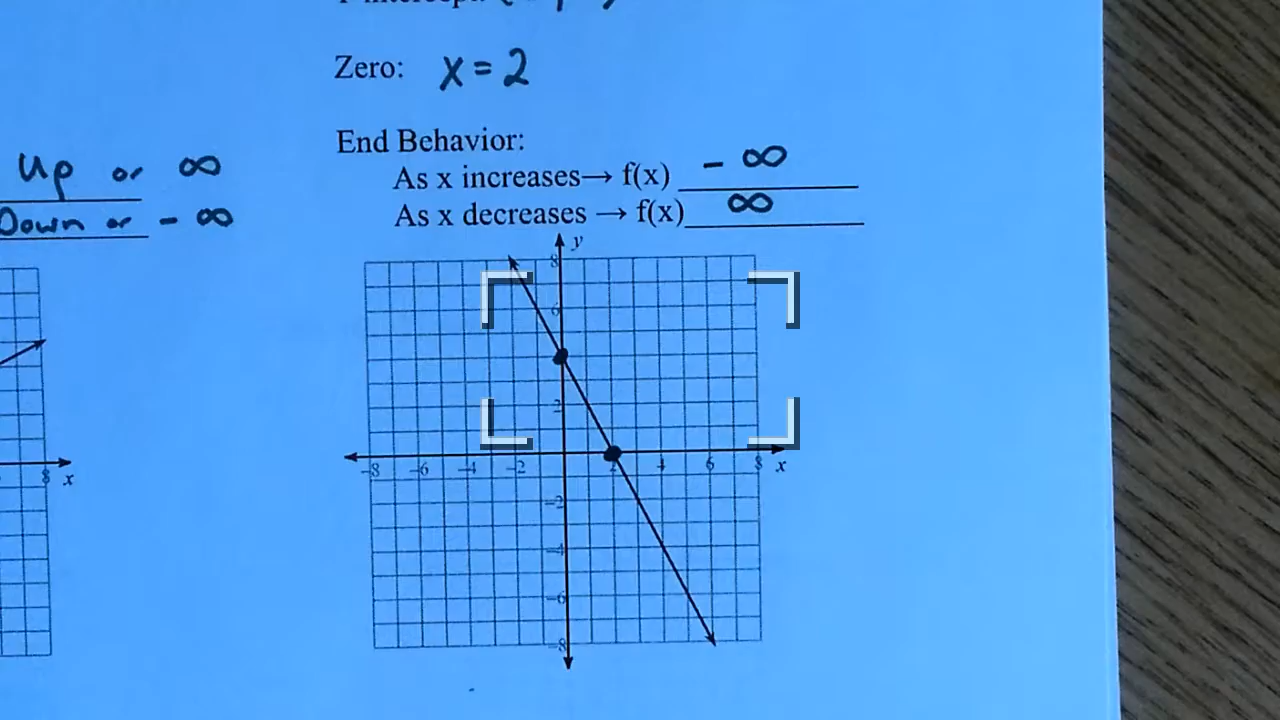 Zero: x = 2
End Behavior:
As x increases→ f(x) - ∞
As x decreases → f(x) ∞
Up or ∞
Down or - ∞
y
8
6
2
-8 -6 -4 -2 2 4 6 8 x
-2
-4
-6
-8
8 x